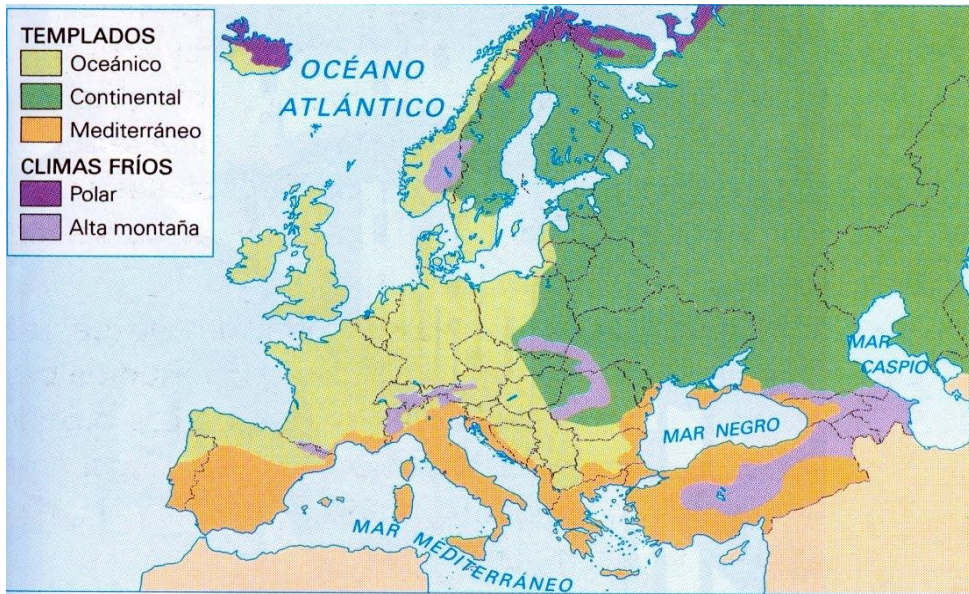 TEMPLADOS
Oceánico
Continental
Mediterráneo
CLIMAS FRÍOS
Polar
Alta montaña
OCÉANO
ATLÁNTICO
MAR
CASPIO
MAR NEGRO
MAR MEDITERRÁNEO